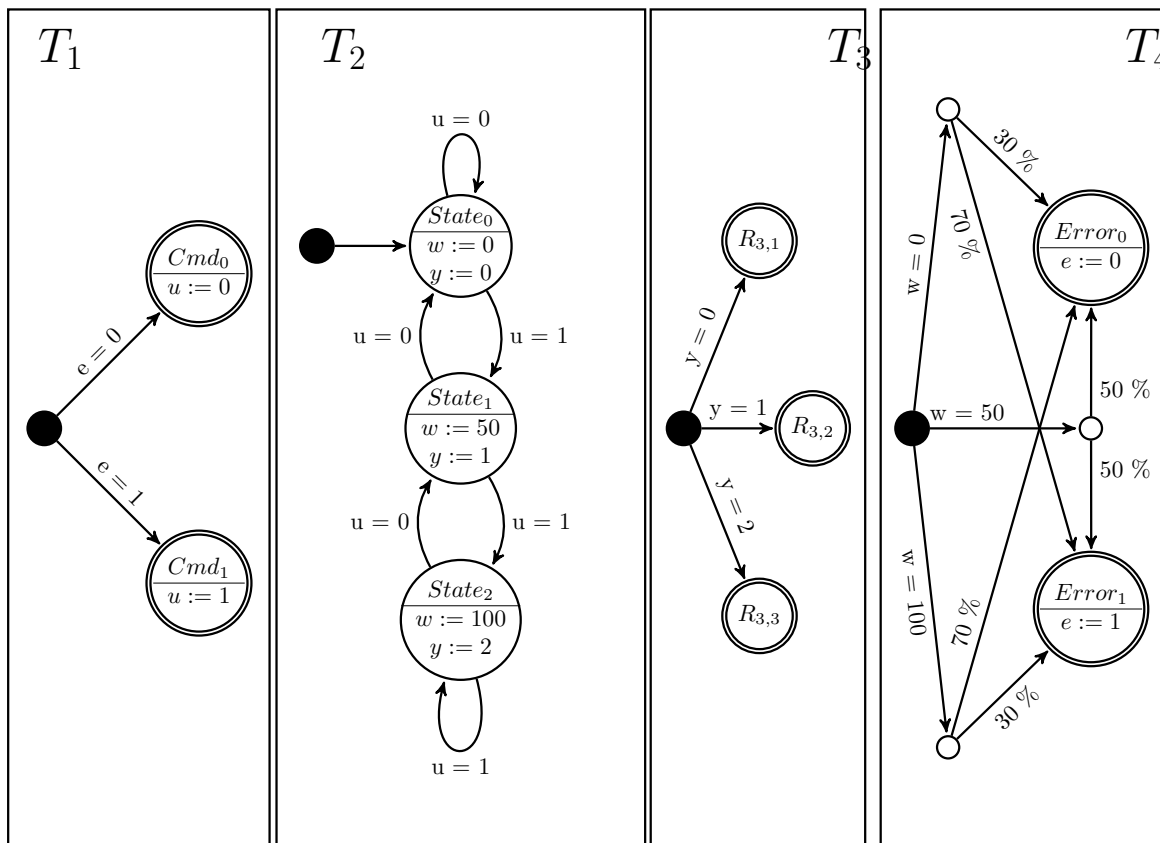 T₁
Cmd₀
u := 0
e = 0
e = 1
Cmd₁
u := 1
T₂
u = 0
State₀
w := 0
y := 0
u = 0
u = 1
State₁
w := 50
y := 1
u = 0
u = 1
State₂
w := 100
y := 2
u = 1
T₃
R₃,₁
y = 0
y = 1
R₃,₂
y = 2
R₃,₃
T₄
30 %
70 %
w = 0
Error₀
e := 0
50 %
w = 50
50 %
w = 100
70 %
Error₁
e := 1
30 %